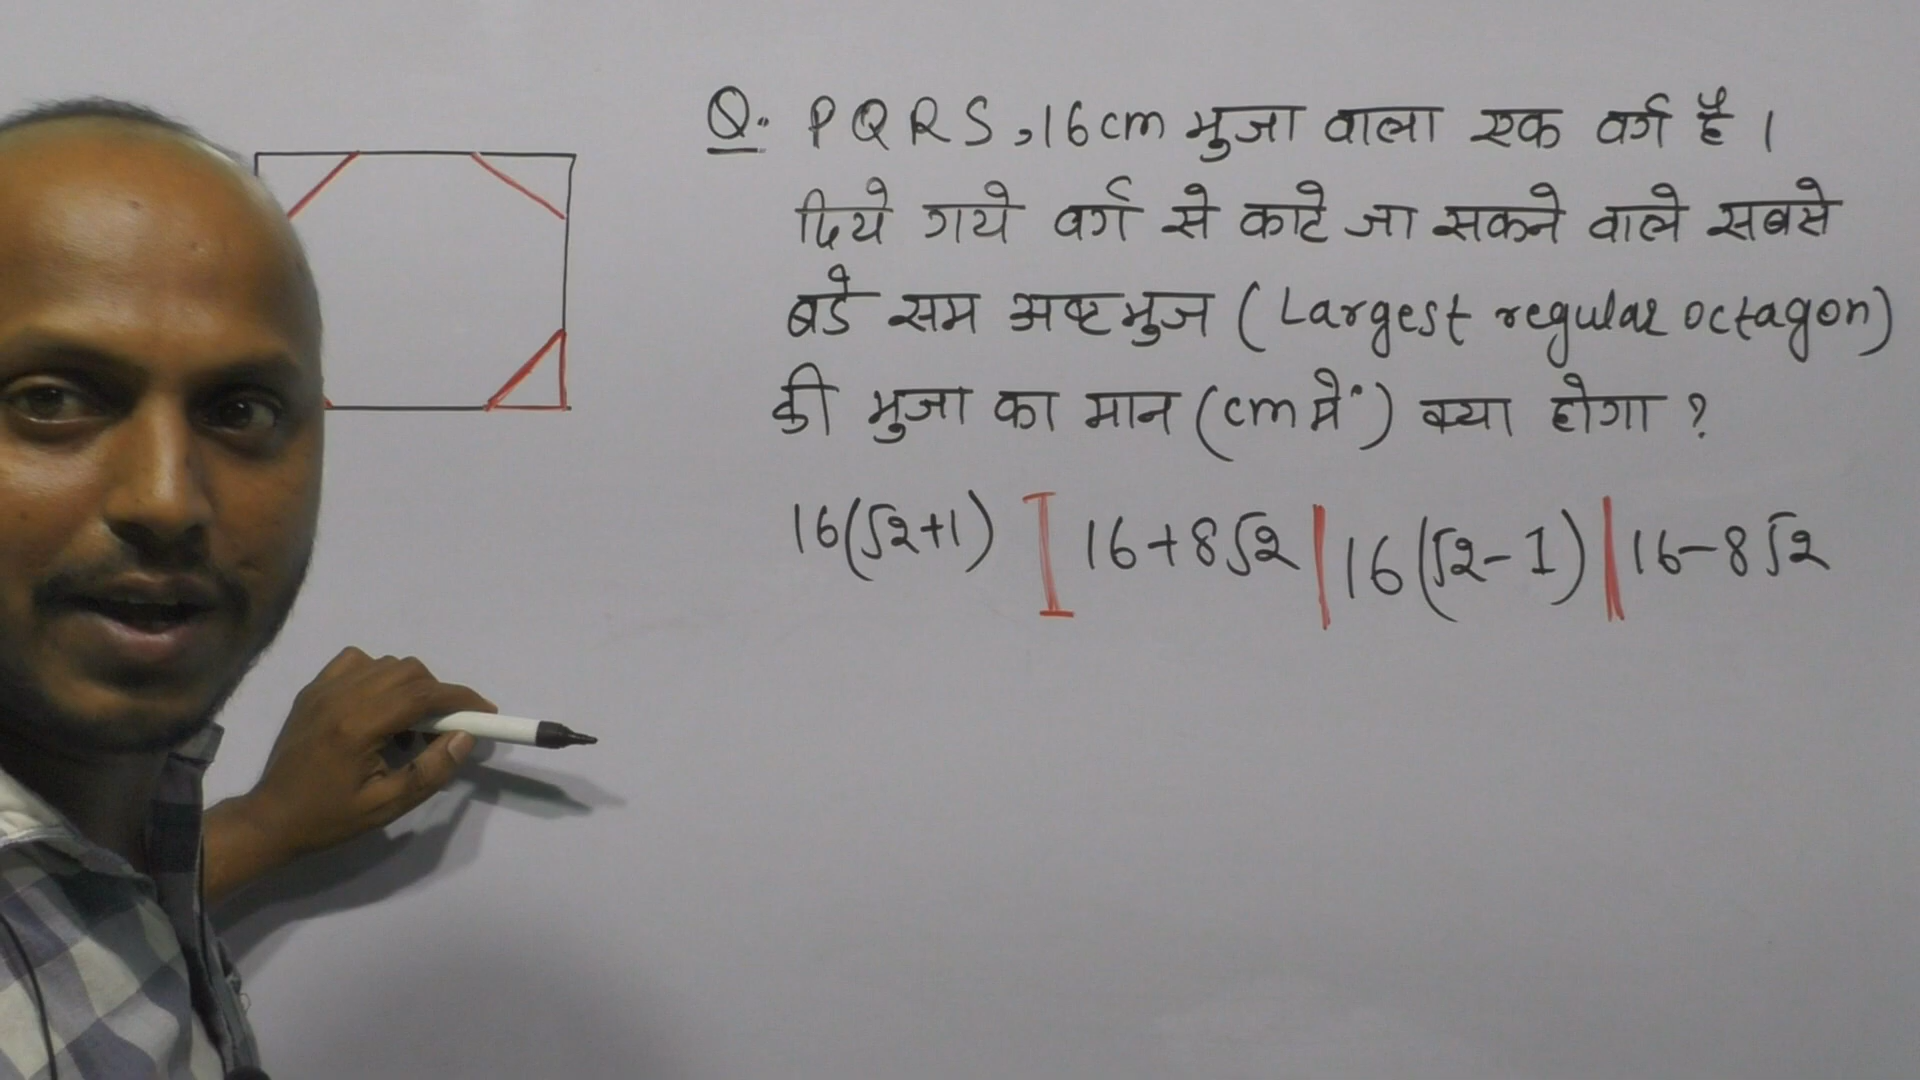 Q. PQRS, 16cm भुजा वाला एक वर्ग है।
दिये गये वर्ग से काटे जा सकने वाले सबसे
बडे सम अष्टभुज (Largest regular octagon)
की भुजा का मान (cm में) क्या होगा ?
16(√2+1) | 16+8√2 | 16(√2-1) | 16-8√2